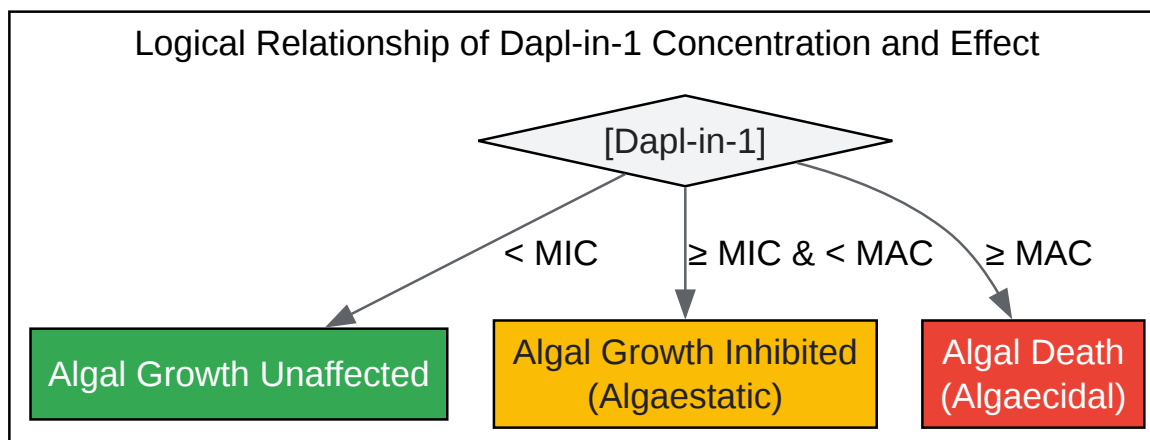 Logical Relationship of Dapl-in-1 Concentration and Effect
[Dapl-in-1]
< MIC
≥ MIC & < MAC
≥ MAC
Algal Growth Unaffected
Algal Growth Inhibited
(Algaestatic)
Algal Death
(Algaecidal)